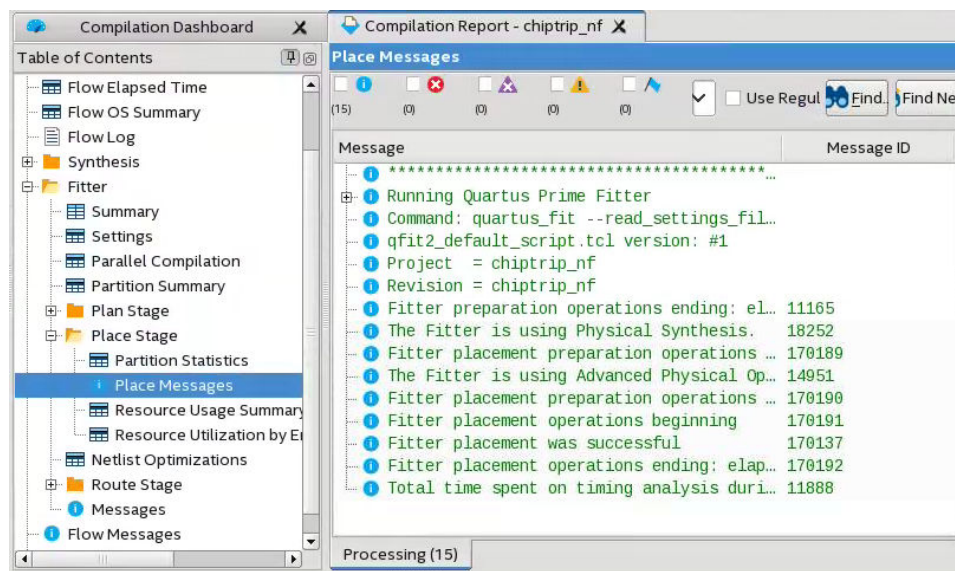 Compilation Dashboard
Compilation Report - chiptrip_nf
Table of Contents
Flow Elapsed Time
Flow OS Summary
Flow Log
Synthesis
Fitter
Summary
Settings
Parallel Compilation
Partition Summary
Plan Stage
Place Stage
Partition Statistics
Place Messages
Resource Usage Summary
Resource Utilization by E
Netlist Optimizations
Route Stage
Messages
Flow Messages
Place Messages
(15) (0) (0) (0) (0)
Use Regul Find... Find Ne
Message Message ID
****************************************...
Running Quartus Prime Fitter
Command: quartus_fit --read_settings_fil...
qfit2_default_script.tcl version: #1
Project = chiptrip_nf
Revision = chiptrip_nf
Fitter preparation operations ending: el... 11165
The Fitter is using Physical Synthesis. 18252
Fitter placement preparation operations ... 170189
The Fitter is using Advanced Physical Op... 14951
Fitter placement preparation operations ... 170190
Fitter placement operations beginning 170191
Fitter placement was successful 170137
Fitter placement operations ending: elap... 170192
Total time spent on timing analysis duri... 11888
Processing (15)